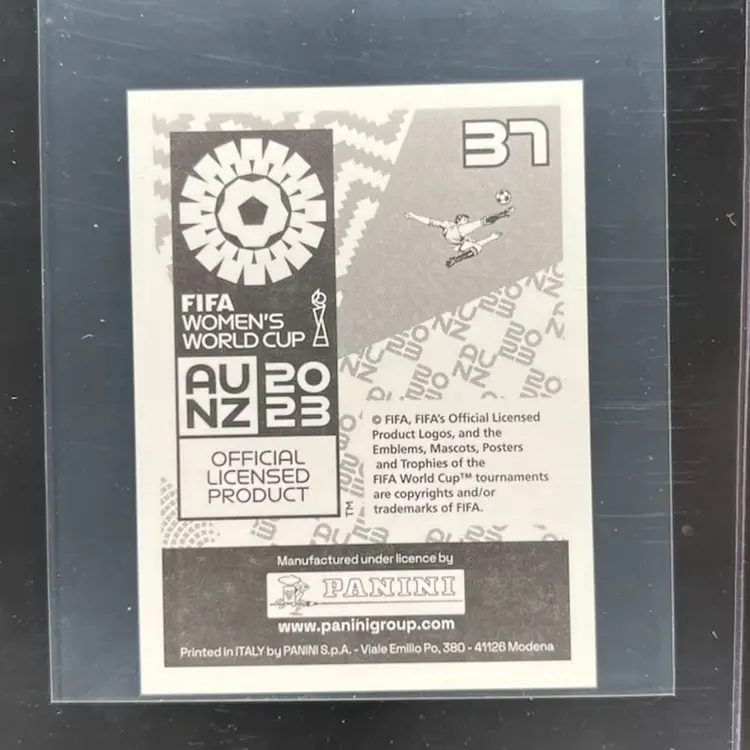 37
FIFA
WOMEN'S
WORLD CUP
AU 20
NZ 23
OFFICIAL
LICENSED
PRODUCT
TM
© FIFA, FIFA's Official Licensed
Product Logos, and the
Emblems, Mascots, Posters
and Trophies of the
FIFA World Cup™ tournaments
are copyrights and/or
trademarks of FIFA.
Manufactured under licence by
PANINI
www.paninigroup.com
Printed in ITALY by PANINI S.p.A. - Viale Emilio Po, 380 - 41126 Modena